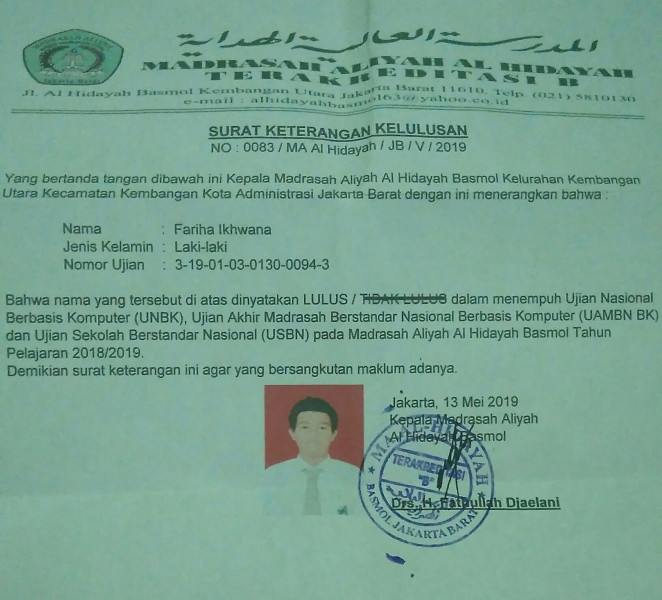 المدرسة العالية الهداية
MADRASAH ALIYAH AL HIDAYAH
TERAKREDITASI B
Jl. Al Hidayah Basmol Kembangan Utara Jakarta Barat 11610, Telp. (021) 5810130
e-mail : alhidayahbasmol63@yahoo.co.id
MADRASAH ALIYAH
Jakarta Barat
SURAT KETERANGAN KELULUSAN
NO : 0083 / MA Al Hidayah / JB / V / 2019
Yang bertanda tangan dibawah ini Kepala Madrasah Aliyah Al Hidayah Basmol Kelurahan Kembangan
Utara Kecamatan Kembangan Kota Administrasi Jakarta Barat dengan ini menerangkan bahwa :
Nama : Fariha Ikhwana
Jenis Kelamin : Laki-laki
Nomor Ujian : 3-19-01-03-0130-0094-3
Bahwa nama yang tersebut di atas dinyatakan LULUS / TIDAK LULUS dalam menempuh Ujian Nasional
Berbasis Komputer (UNBK), Ujian Akhir Madrasah Berstandar Nasional Berbasis Komputer (UAMBN BK)
dan Ujian Sekolah Berstandar Nasional (USBN) pada Madrasah Aliyah Al Hidayah Basmol Tahun
Pelajaran 2018/2019.
Demikian surat keterangan ini agar yang bersangkutan maklum adanya.
Jakarta, 13 Mei 2019
Kepala Madrasah Aliyah
Al Hidayah Basmol
MA AL-HIDAYAH
TERAKREDITASI
"B"
BASMOL JAKARTA BARAT
Drs. H. Fathullah Djaelani